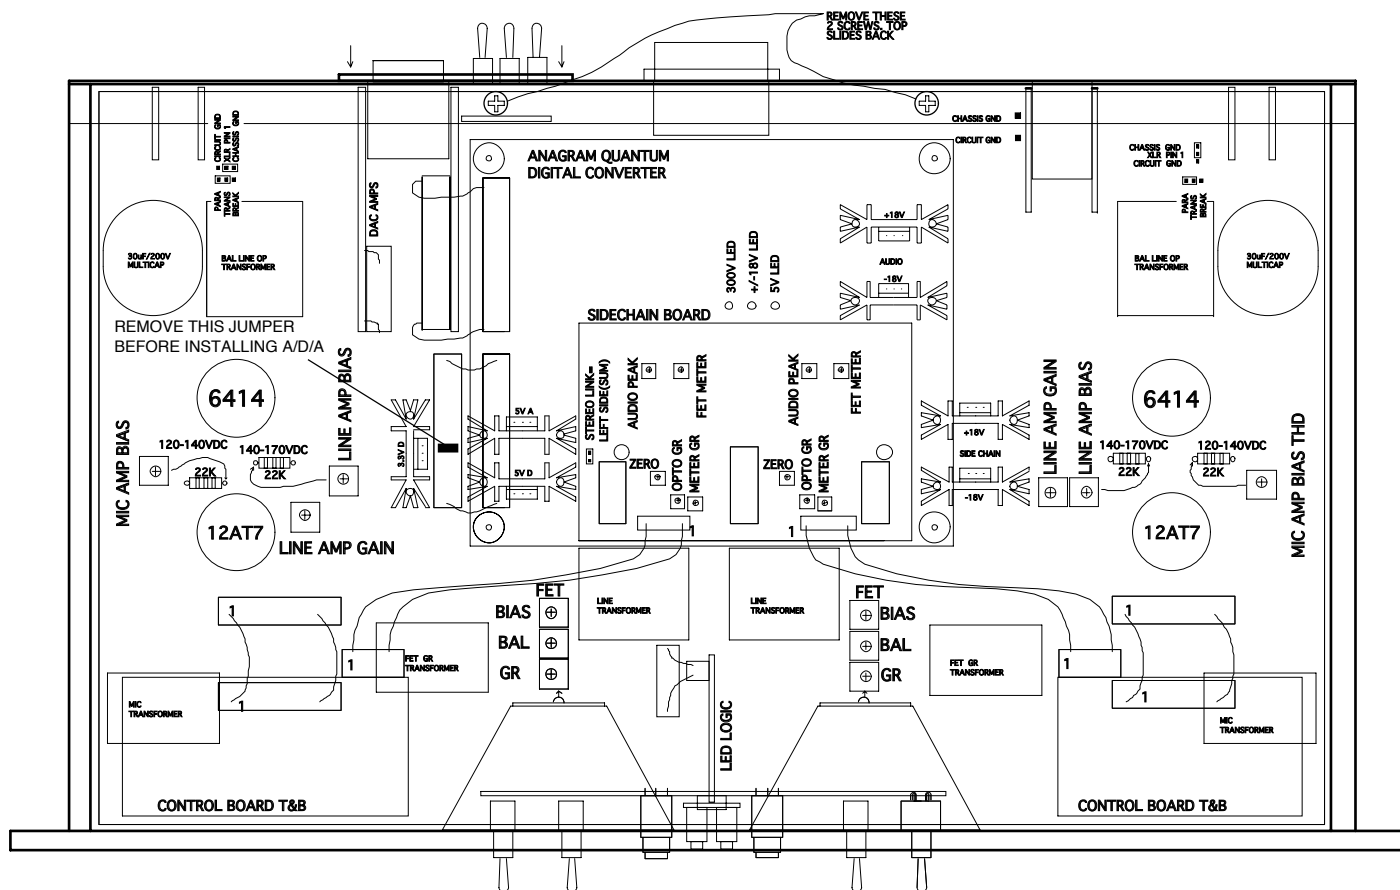 REMOVE THESE
2 SCREWS. TOP
SLIDES BACK
CHASSIS GND
CIRCUIT GND
CIRCUIT GND
XLR PIN 1
CHASSIS GND
PARA
TRANS
BREAK
30uF/200V
MULTICAP
BAL LINE OP
TRANSFORMER
DAC AMPS
ANAGRAM QUANTUM
DIGITAL CONVERTER
300V LED
+/-18V LED
5V LED
+18V
AUDIO
-18V
CHASSIS GND
XLR PIN 1
CIRCUIT GND
PARA
TRANS
BREAK
BAL LINE OP
TRANSFORMER
30uF/200V
MULTICAP
REMOVE THIS JUMPER
BEFORE INSTALLING A/D/A
SIDECHAIN BOARD
STEREO LINK=
LEFT SIDE(SUM)
AUDIO PEAK
FET METER
AUDIO PEAK
FET METER
ZERO
OPTO GR
METER GR
ZERO
OPTO GR
METER GR
1
1
6414
LINE AMP BIAS
MIC AMP BIAS
120-140VDC
22K
140-170VDC
22K
12AT7
LINE AMP GAIN
3.3V D
5V A
5V D
+18V
SIDE CHAIN
-18V
LINE AMP GAIN
LINE AMP BIAS
6414
140-170VDC
22K
120-140VDC
22K
12AT7
MIC AMP BIAS THD
1
1
1
FET GR
TRANSFORMER
MIC
TRANSFORMER
CONTROL BOARD T&B
FET
BIAS
BAL
GR
LINE
TRANSFORMER
LINE
TRANSFORMER
LED LOGIC
FET
BIAS
BAL
GR
FET GR
TRANSFORMER
1
1
1
MIC
TRANSFORMER
CONTROL BOARD T&B